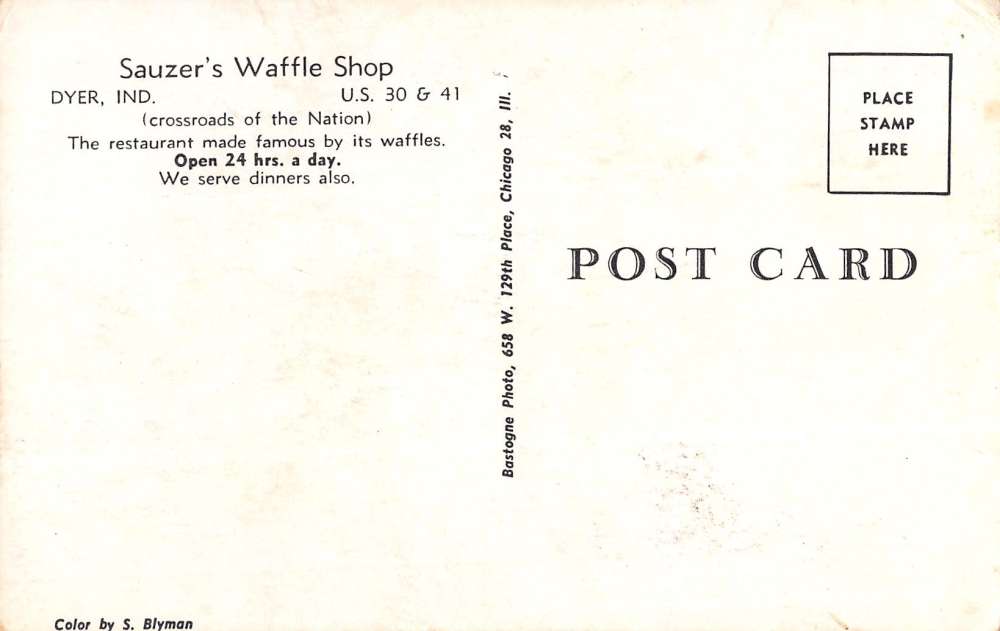 Sauzer's Waffle Shop
DYER, IND. U.S. 30 & 41
(crossroads of the Nation)
The restaurant made famous by its waffles.
Open 24 hrs. a day.
We serve dinners also.
Color by S. Blyman
Bastogne Photo, 658 W. 129th Place, Chicago 28, Ill.
PLACE
STAMP
HERE
POST CARD